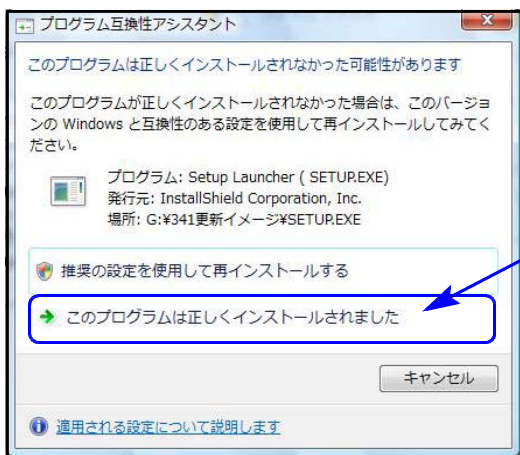 プログラム互換性アシスタント
このプログラムは正しくインストールされなかった可能性があります
このプログラムが正しくインストールされなかった場合は、このバージョ
ンの Windows と互換性のある設定を使用して再インストールしてみてく
ださい。
プログラム: Setup Launcher ( SETUP.EXE)
発行元: InstallShield Corporation, Inc.
場所: G:¥341更新イメージ¥SETUP.EXE
推奨の設定を使用して再インストールする
このプログラムは正しくインストールされました
キャンセル
適用される設定について説明します